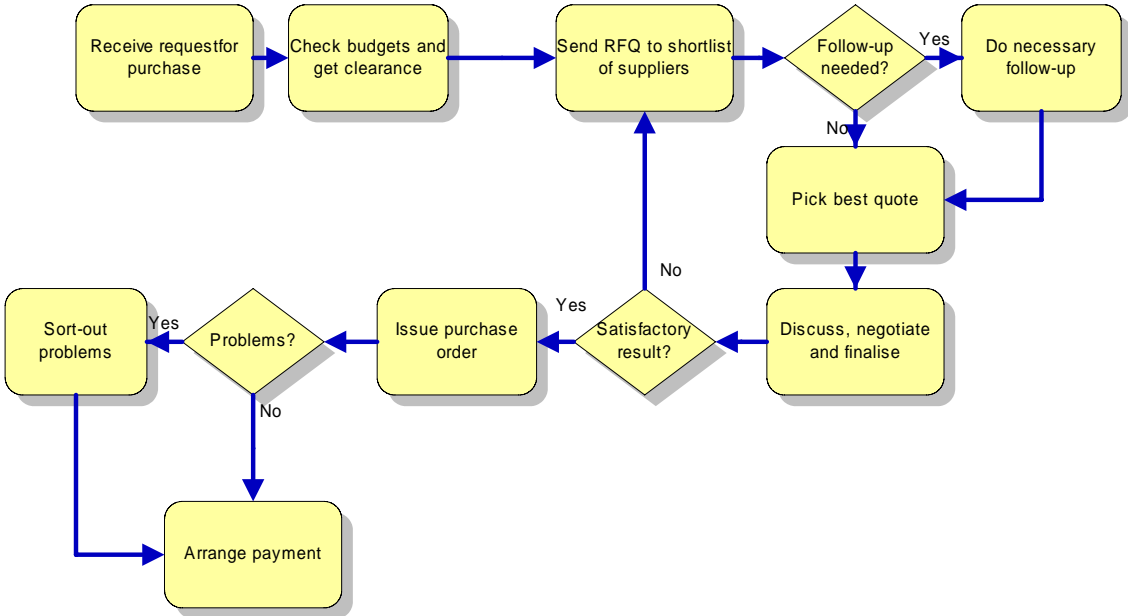 Receive requestfor
purchase
Check budgets and
get clearance
Send RFQ to shortlist
of suppliers
Follow-up
needed?
Yes
Do necessary
follow-up
No
Pick best quote
Discuss, negotiate
and finalise
Satisfactory
result?
No
Yes
Issue purchase
order
Problems?
Yes
Sort-out
problems
No
Arrange payment